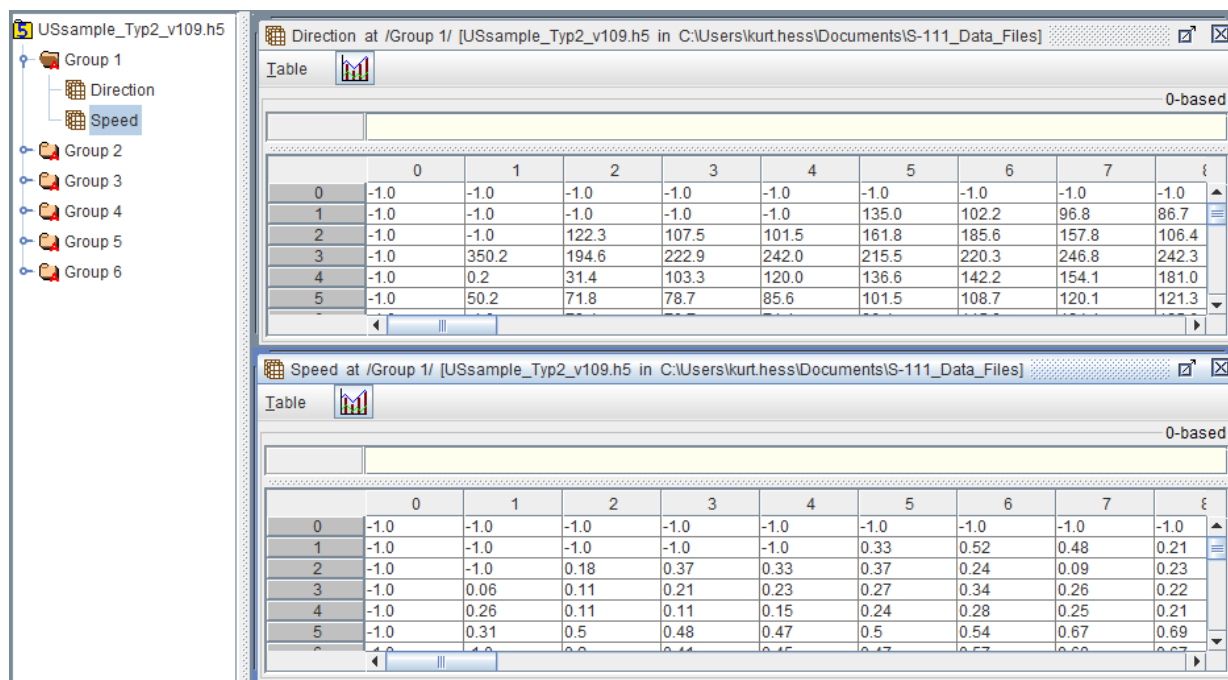 USsample_Typ2_v109.h5
Group 1
Direction
Speed
Group 2
Group 3
Group 4
Group 5
Group 6
Direction at /Group 1/ [USsample_Typ2_v109.h5 in C:\Users\kurt.hess\Documents\S-111_Data_Files]
Table
0-based
0 1 2 3 4 5 6 7
0 -1.0 -1.0 -1.0 -1.0 -1.0 -1.0 -1.0 -1.0 -1.0
1 -1.0 -1.0 -1.0 -1.0 -1.0 135.0 102.2 96.8 86.7
2 -1.0 -1.0 122.3 107.5 101.5 161.8 185.6 157.8 106.4
3 -1.0 350.2 194.6 222.9 242.0 215.5 220.3 246.8 242.3
4 -1.0 0.2 31.4 103.3 120.0 136.6 142.2 154.1 181.0
5 -1.0 50.2 71.8 78.7 85.6 101.5 108.7 120.1 121.3
Speed at /Group 1/ [USsample_Typ2_v109.h5 in C:\Users\kurt.hess\Documents\S-111_Data_Files]
Table
0-based
0 1 2 3 4 5 6 7
0 -1.0 -1.0 -1.0 -1.0 -1.0 -1.0 -1.0 -1.0 -1.0
1 -1.0 -1.0 -1.0 -1.0 -1.0 0.33 0.52 0.48 0.21
2 -1.0 -1.0 0.18 0.37 0.33 0.37 0.24 0.09 0.23
3 -1.0 0.06 0.11 0.21 0.23 0.27 0.34 0.26 0.22
4 -1.0 0.26 0.11 0.11 0.15 0.24 0.28 0.25 0.21
5 -1.0 0.31 0.5 0.48 0.47 0.5 0.54 0.67 0.69